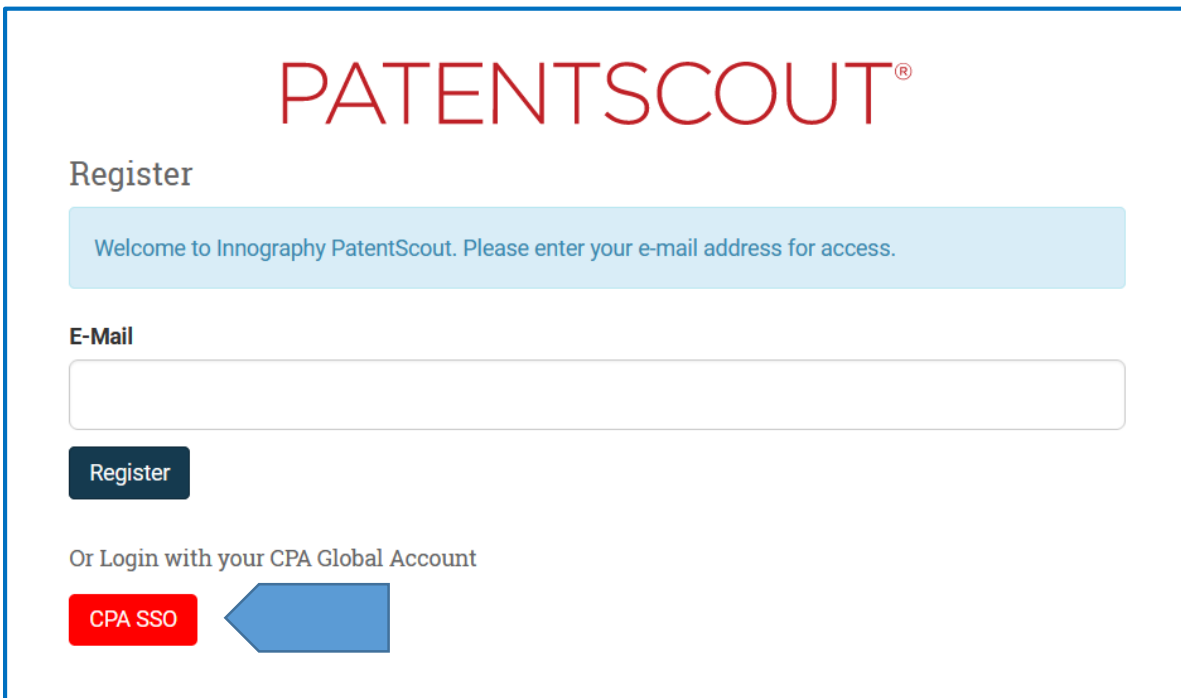 PATENTSCOUT®
Register
Welcome to Innography PatentScout. Please enter your e-mail address for access.
E-Mail
Register
Or Login with your CPA Global Account
CPA SSO